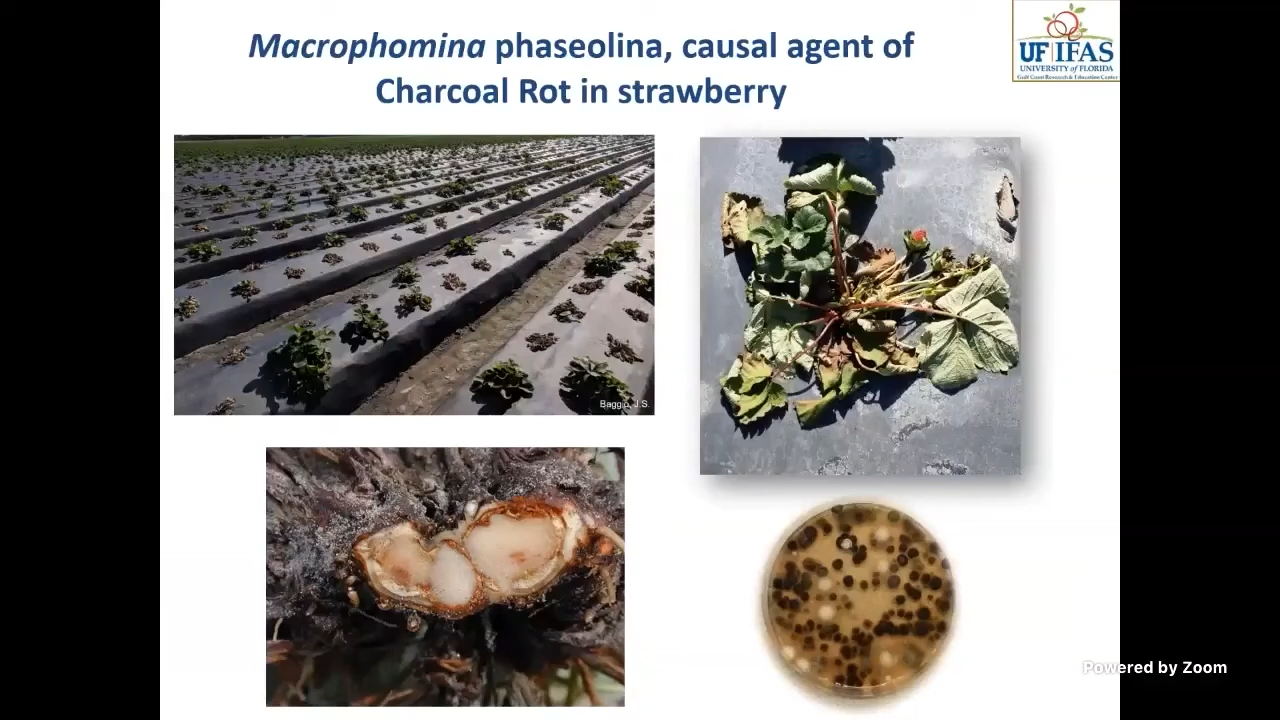 Macrophomina phaseolina, causal agent of
Charcoal Rot in strawberry
UF IFAS
UNIVERSITY of FLORIDA
Gulf Coast Research & Education Center
Baggio, J.S.
Powered by Zoom